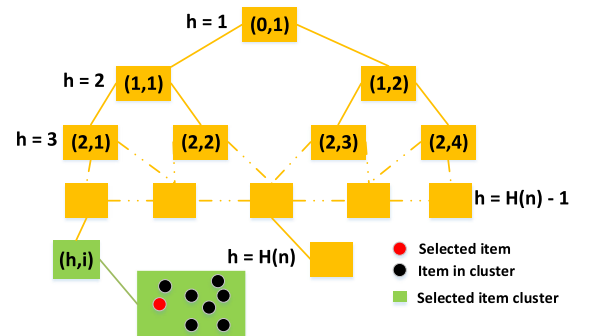 h = 1
(0,1)
h = 2
(1,1)
(1,2)
h = 3
(2,1)
(2,2)
(2,3)
(2,4)
h = H(n) - 1
(h,i)
h = H(n)
Selected item
Item in cluster
Selected item cluster